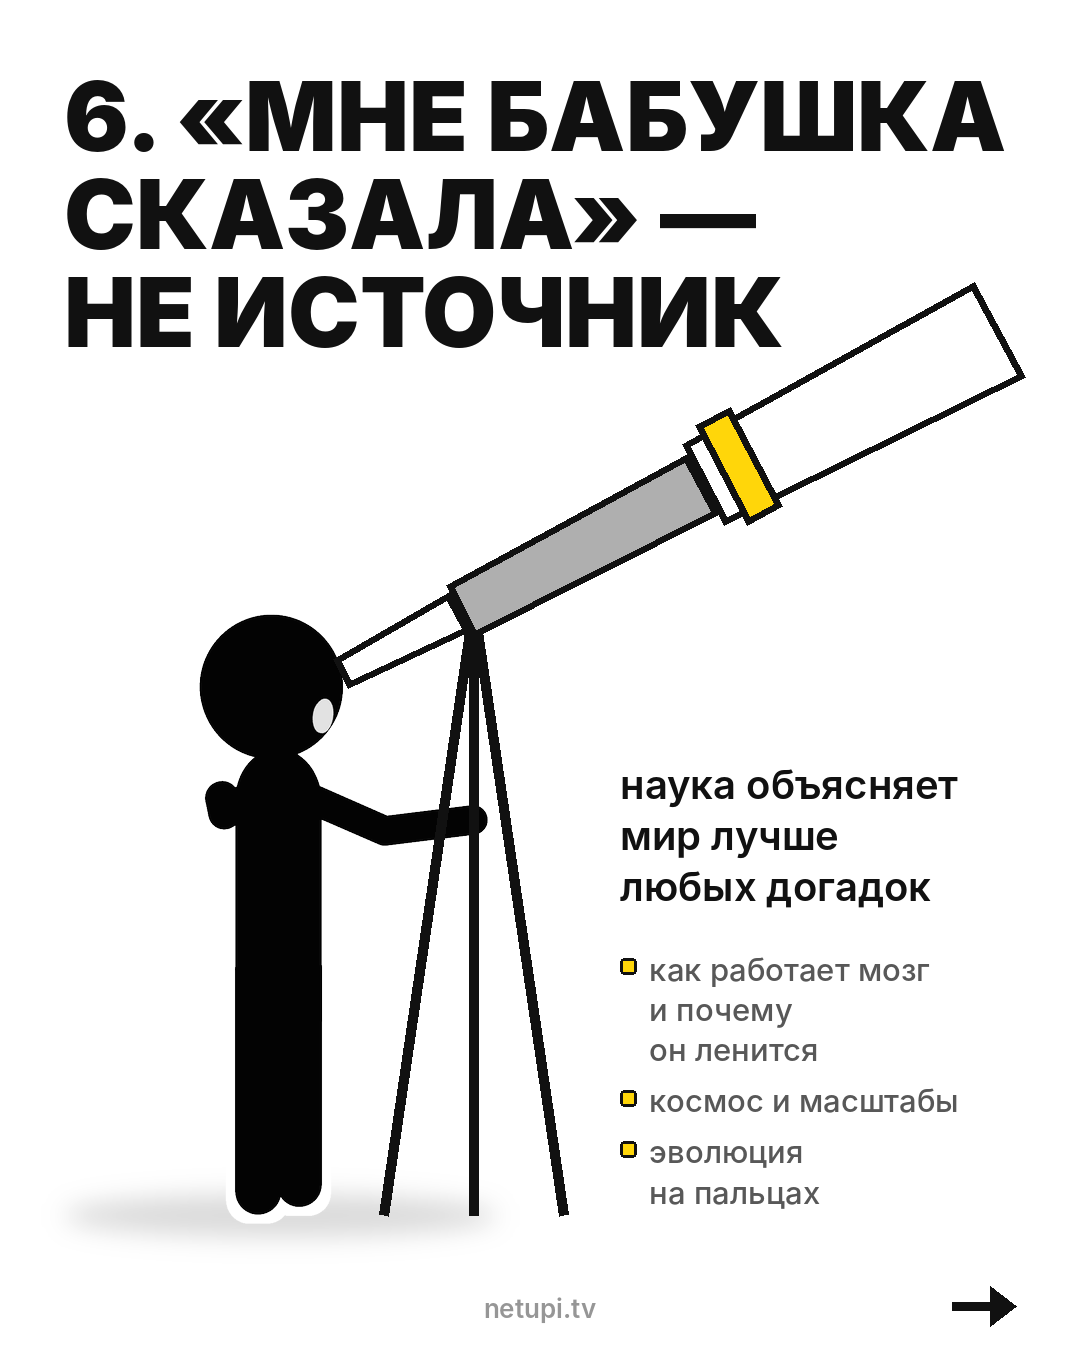 6. «МНЕ БАБУШКА
СКАЗАЛА» —
НЕ ИСТОЧНИК
наука объясняет
мир лучше
любых догадок
как работает мозг
и почему
он ленится
космос и масштабы
эволюция
на пальцах
netupi.tv